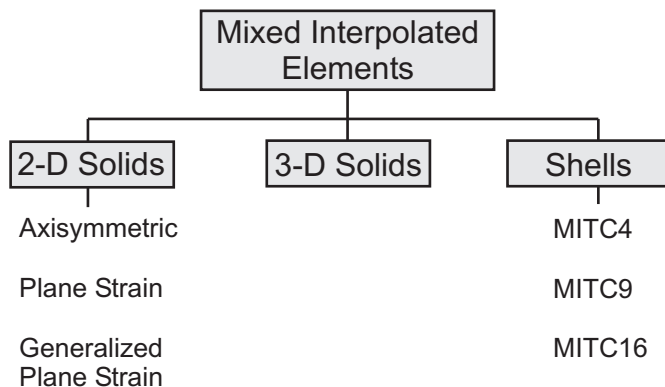 Mixed Interpolated
Elements
2-D Solids
3-D Solids
Shells
Axisymmetric
Plane Strain
Generalized
Plane Strain
MITC4
MITC9
MITC16